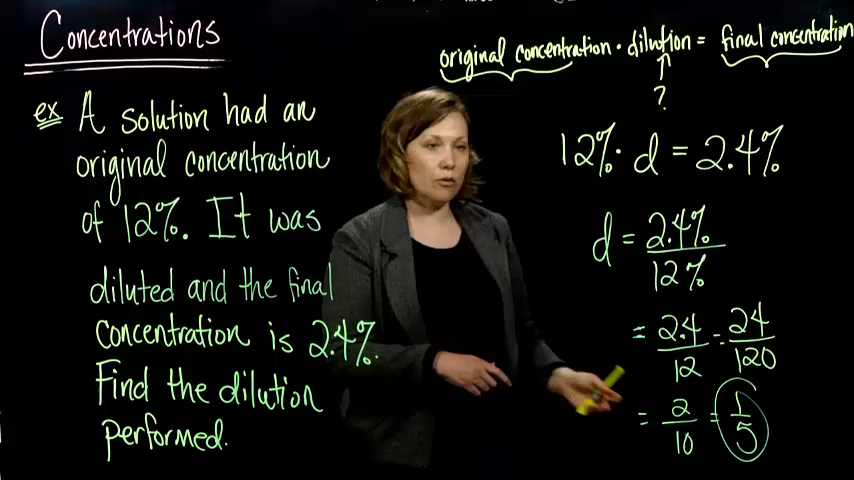 Concentrations
ex A solution had an
original concentration
of 12%. It was
diluted and the final
concentration is 2.4%.
Find the dilution
performed.
original concentration · dilution = final concentration
?
12% · d = 2.4%
d = 2.4% / 12%
= 2.4 / 12 = 24 / 120
= 2 / 10 = 1 / 5